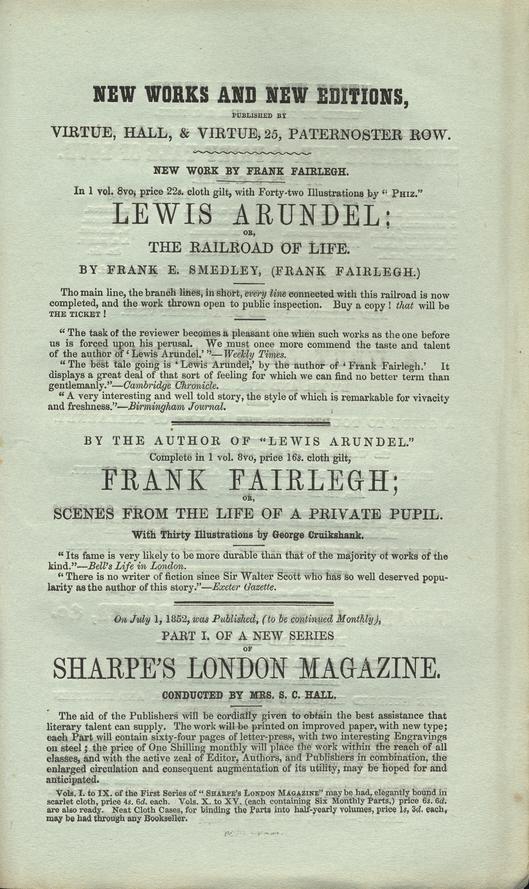 NEW WORKS AND NEW EDITIONS,
PUBLISHED BY
VIRTUE, HALL, & VIRTUE, 25, PATERNOSTER ROW.
NEW WORK BY FRANK FAIRLEGH.
In 1 vol. 8vo, price 22s. cloth gilt, with Forty-two Illustrations by "PHIZ."
LEWIS ARUNDEL;
OR,
THE RAILROAD OF LIFE.
BY FRANK E. SMEDLEY, (FRANK FAIRLEGH.)
Tho main line, the branch lines, in short, every line connected with this railroad is now
completed, and the work thrown open to public inspection. Buy a copy! that will be
THE TICKET!
"The task of the reviewer becomes a pleasant one when such works as the one before
us is forced upon his perusal. We must once more commend the taste and talent
of the author of 'Lewis Arundel.'"—Weekly Times.
"The best tale going is 'Lewis Arundel,' by the author of 'Frank Fairlegh.' It
displays a great deal of that sort of feeling for which we can find no better term than
gentlemanly."—Cambridge Chronicle.
"A very interesting and well told story, the style of which is remarkable for vivacity
and freshness."—Birmingham Journal.
BY THE AUTHOR OF "LEWIS ARUNDEL."
Complete in 1 vol. 8vo, price 16s. cloth gilt,
FRANK FAIRLEGH;
OR,
SCENES FROM THE LIFE OF A PRIVATE PUPIL.
With Thirty Illustrations by George Cruikshank.
"Its fame is very likely to be more durable than that of the majority of works of the
kind."—Bell's Life in London.
"There is no writer of fiction since Sir Walter Scott who has so well deserved popu-
larity as the author of this story."—Exeter Gazette.
On July 1, 1852, was Published, (to be continued Monthly),
PART I. OF A NEW SERIES
OF
SHARPE'S LONDON MAGAZINE.
CONDUCTED BY MRS. S. C. HALL.
The aid of the Publishers will be cordially given to obtain the best assistance that
literary talent can supply. The work will be printed on improved paper, with new type;
each Part will contain sixty-four pages of letter-press, with two interesting Engravings
on steel; the price of One Shilling monthly will place the work within the reach of all
classes, and with the active zeal of Editor, Authors, and Publishers in combination, the
enlarged circulation and consequent augmentation of its utility, may be hoped for and
anticipated.
Vols. I. to IX. of the First Series of "SHARPE'S LONDON MAGAZINE" may be had, elegantly bound in
scarlet cloth, price 4s. 6d. each. Vols. X. to XV. (each containing Six Monthly Parts,) price 6s. 6d.
are also ready. Neat Cloth Cases, for binding the Parts into half-yearly volumes, price 1s. 3d. each,
may be had through any Bookseller.